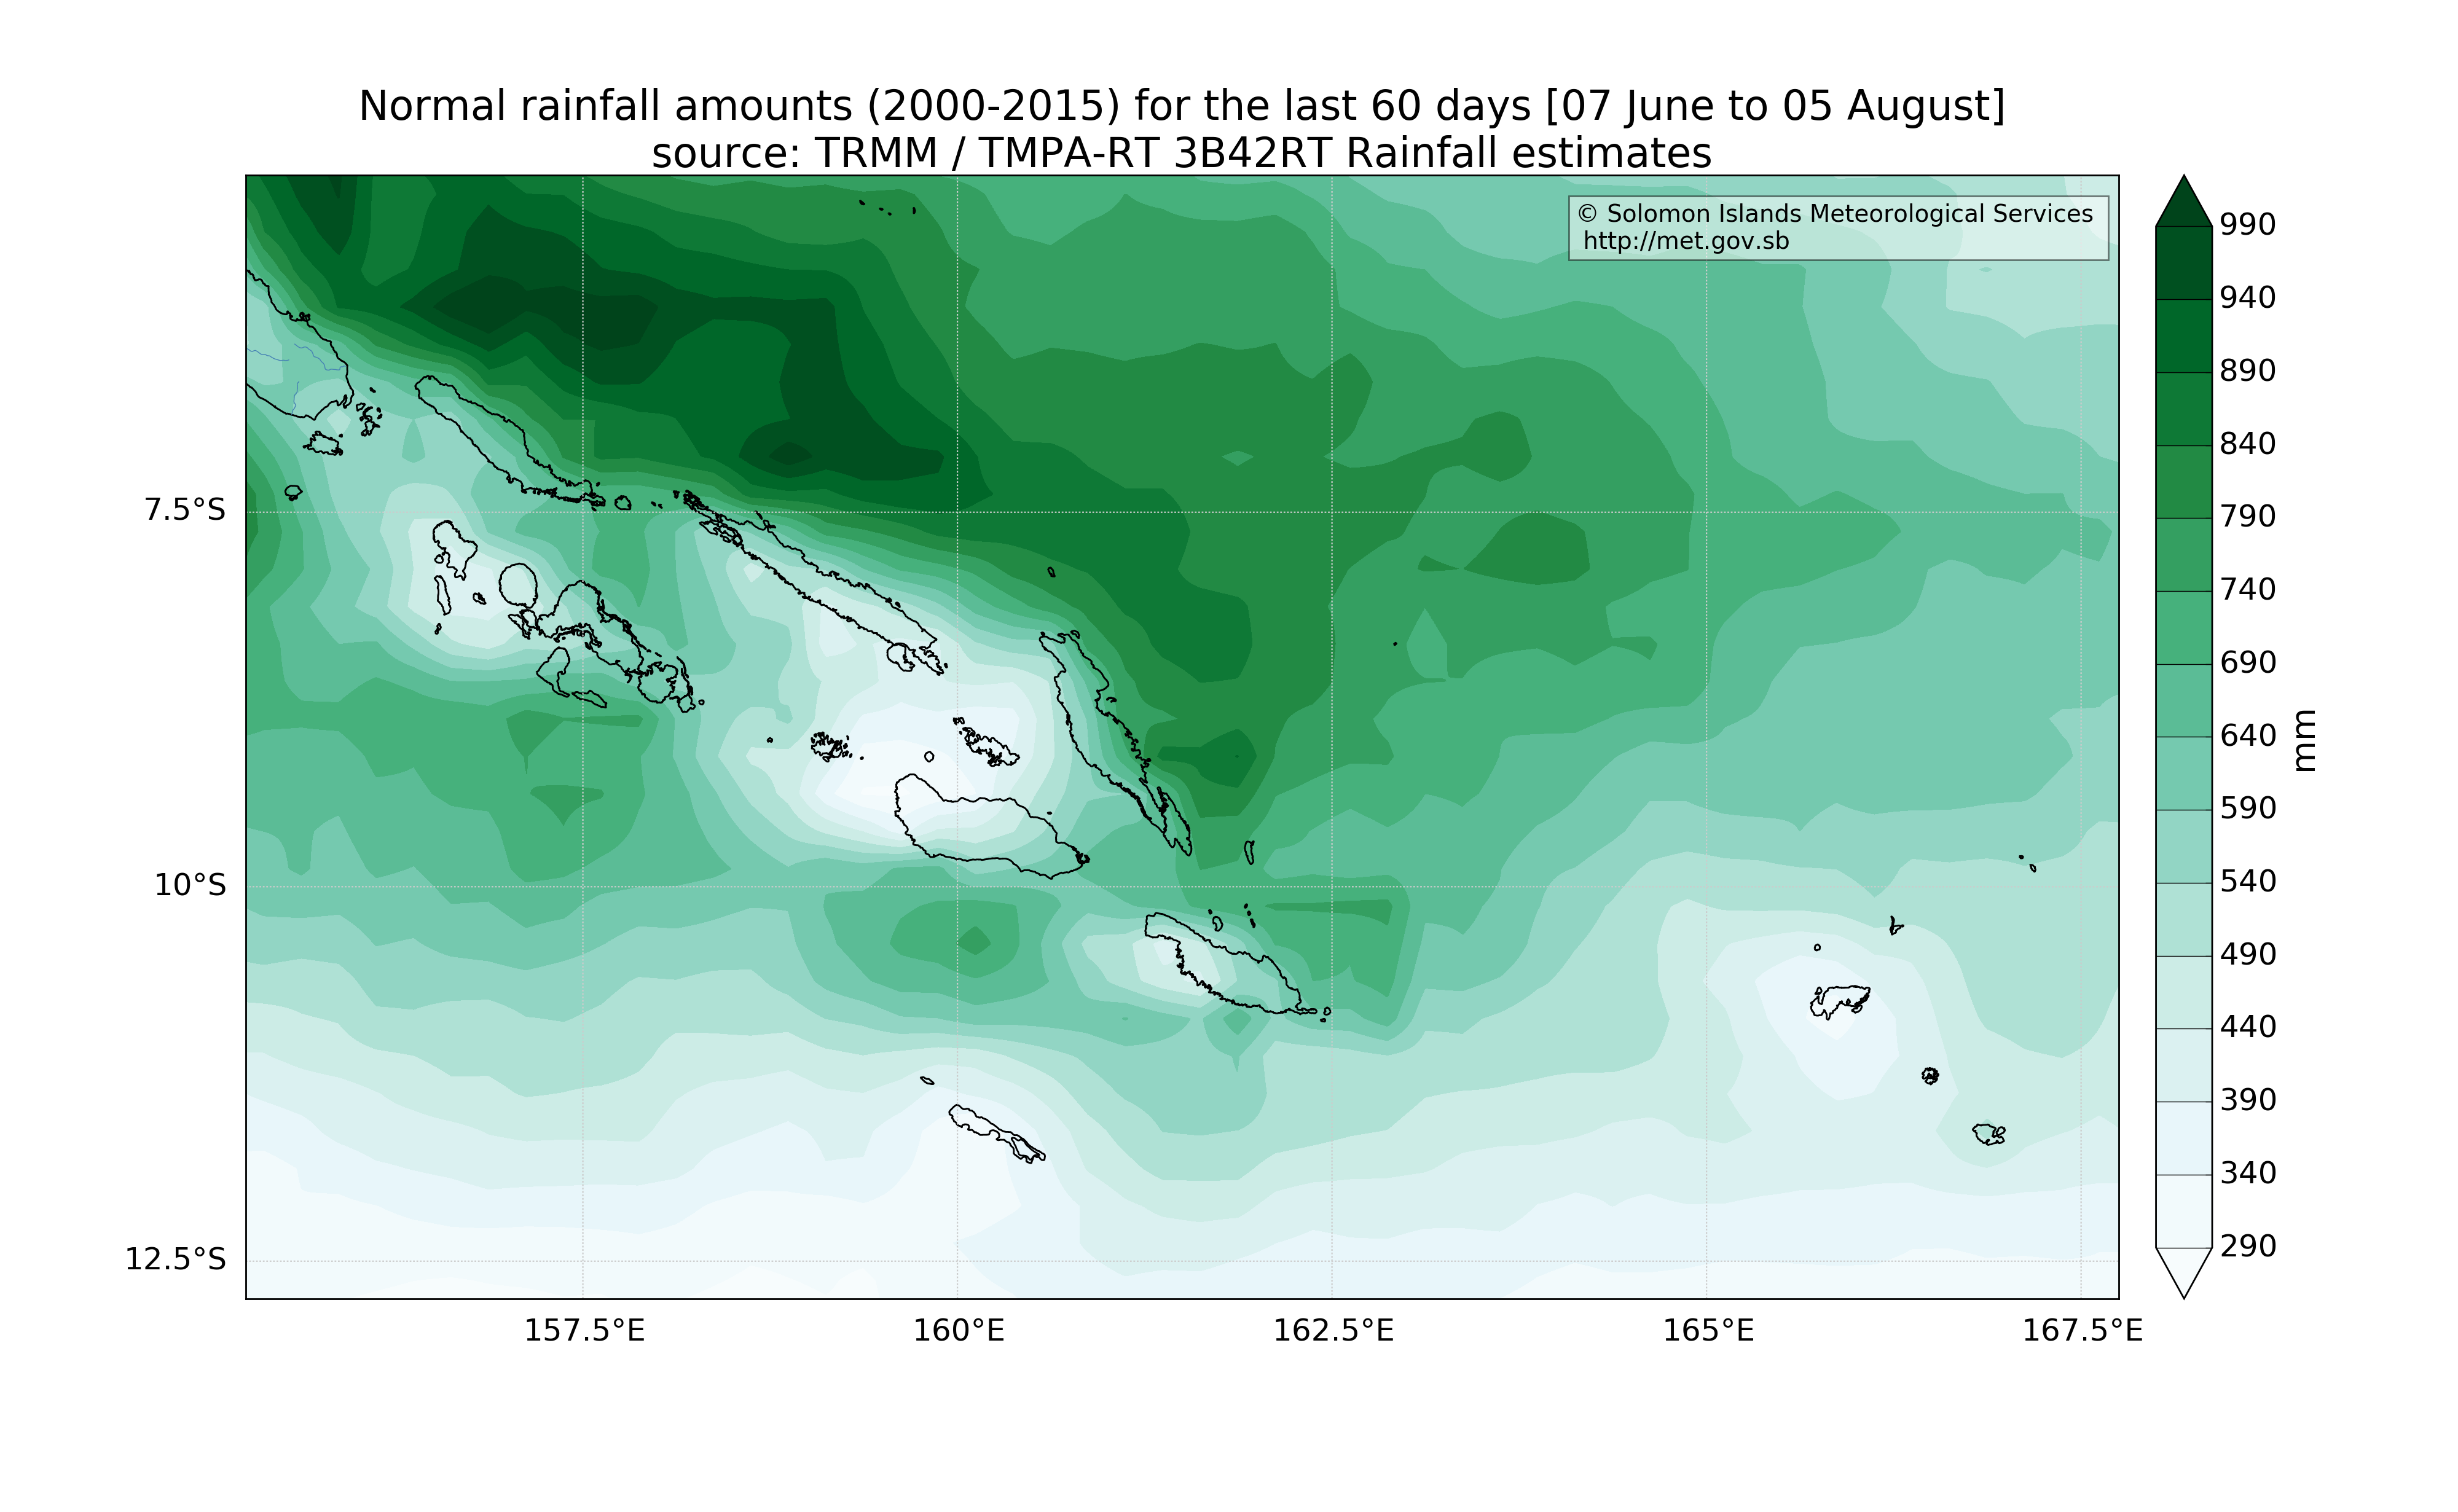 Normal rainfall amounts (2000-2015) for the last 60 days [07 June to 05 August]
source: TRMM / TMPA-RT 3B42RT Rainfall estimates
© Solomon Islands Meteorological Services
http://met.gov.sb
990
940
890
840
790
740
690
640
590
540
490
440
390
340
290
mm
7.5°S
10°S
12.5°S
157.5°E
160°E
162.5°E
165°E
167.5°E